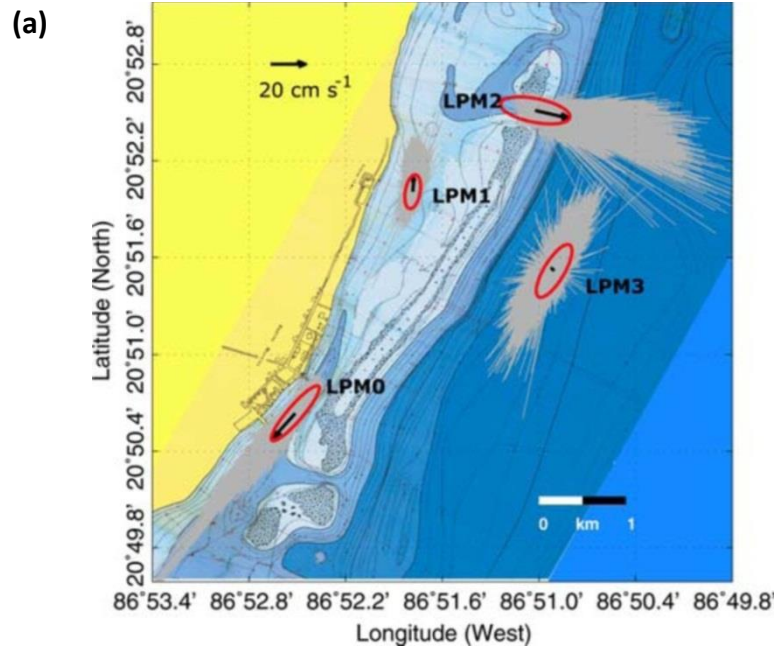 (a)
20 cm s⁻¹
LPM2
LPM1
LPM3
LPM0
0 km 1
20°52.8'
20°52.2'
20°51.6'
20°51.0'
20°50.4'
20°49.8'
Latitude (North)
86°53.4' 86°52.8' 86°52.2' 86°51.6' 86°51.0' 86°50.4' 86°49.8'
Longitude (West)